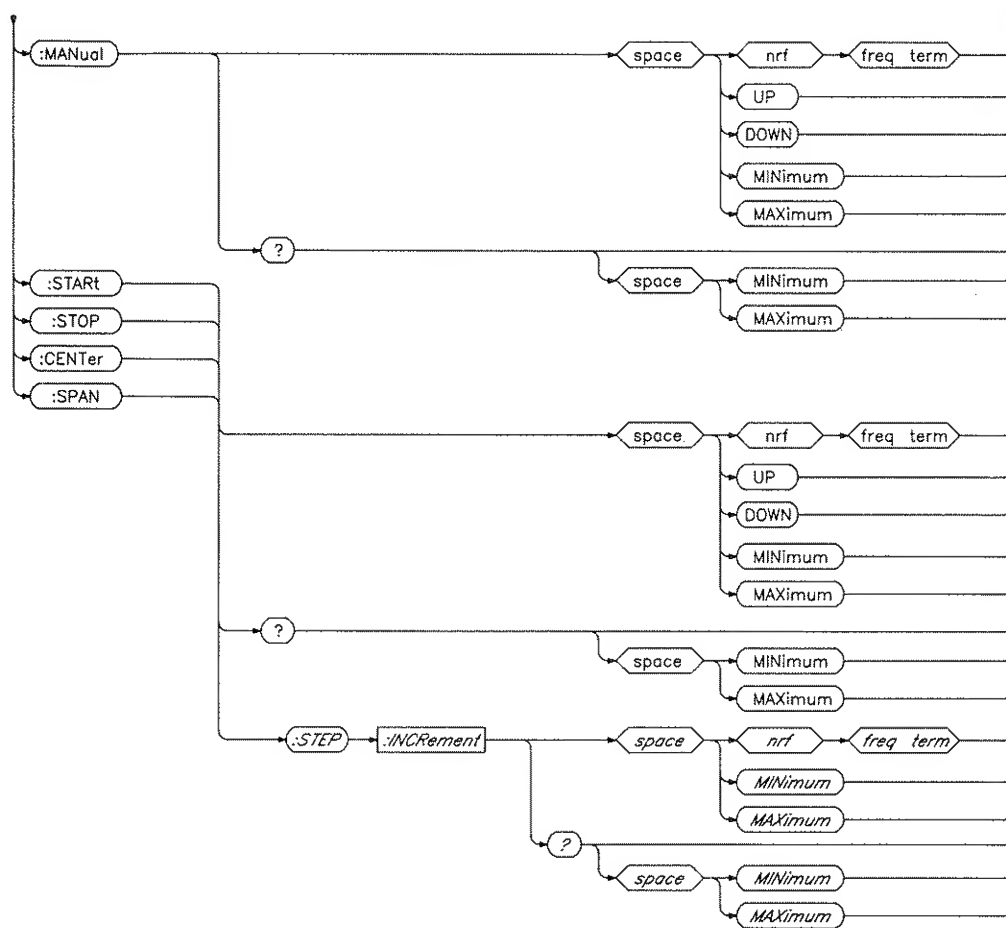 :MANual space nrf freq term
UP
DOWN
MINimum
MAXimum
?
:STARt space MINimum
:STOP MAXimum
:CENTer
:SPAN
space nrf freq term
UP
DOWN
MINimum
MAXimum
?
space MINimum
MAXimum
:STEP :INCRement space nrf freq term
MINimum
MAXimum
?
space MINimum
MAXimum